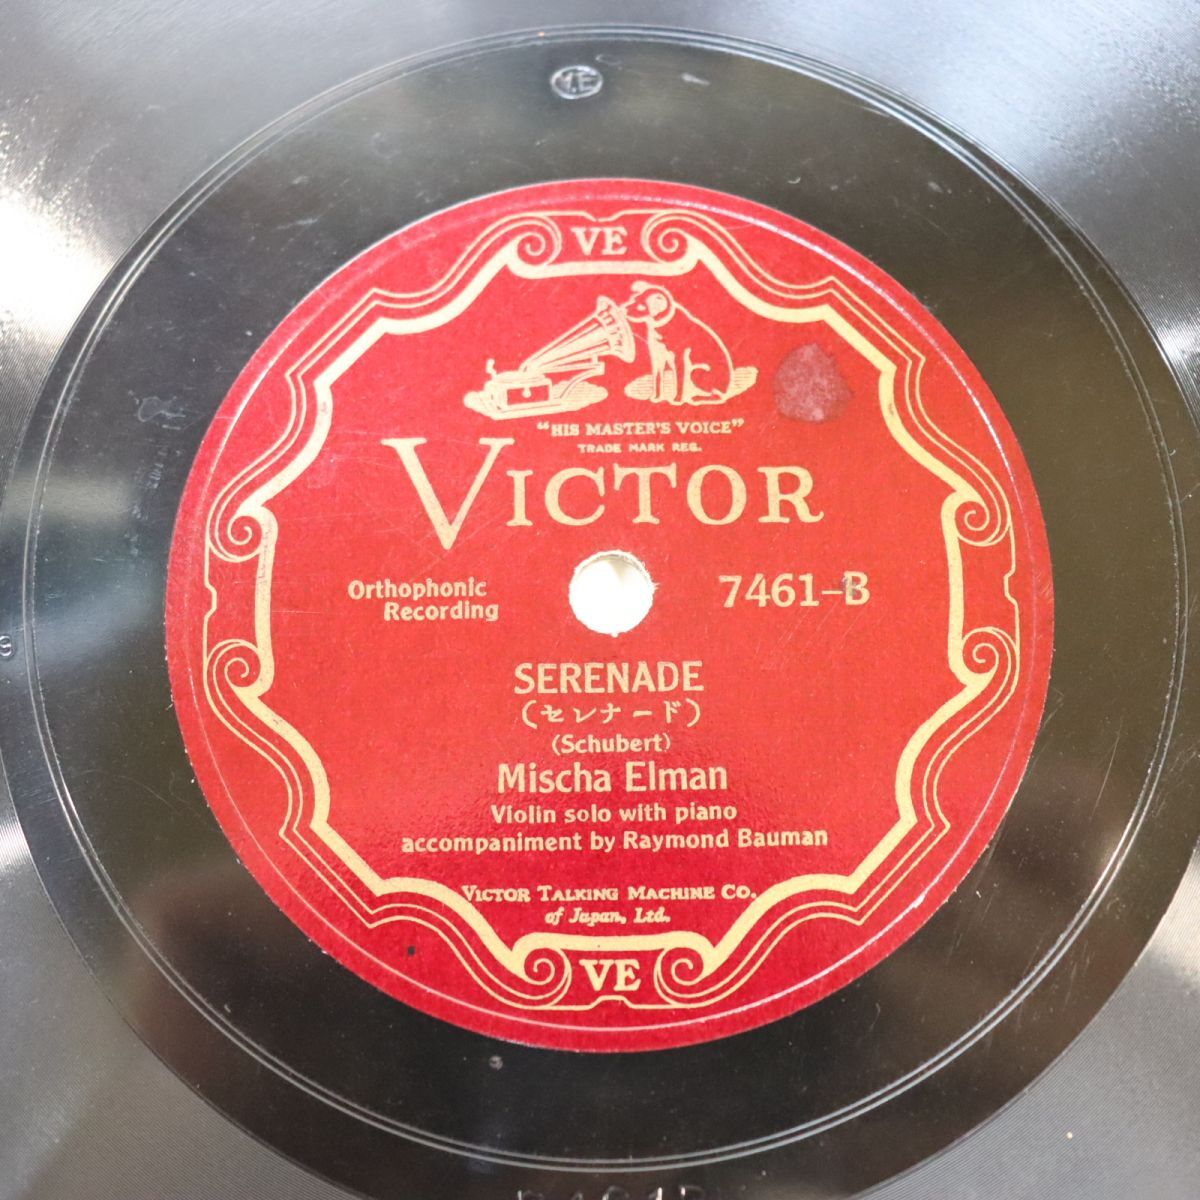 VE
VE
"HIS MASTER'S VOICE"
TRADE MARK REG.
VICTOR
Orthophonic
Recording
7461-B
SERENADE
(セレナード)
(Schubert)
Mischa Elman
Violin solo with piano
accompaniment by Raymond Bauman
VICTOR TALKING MACHINE CO.
of Japan, Ltd.
VE